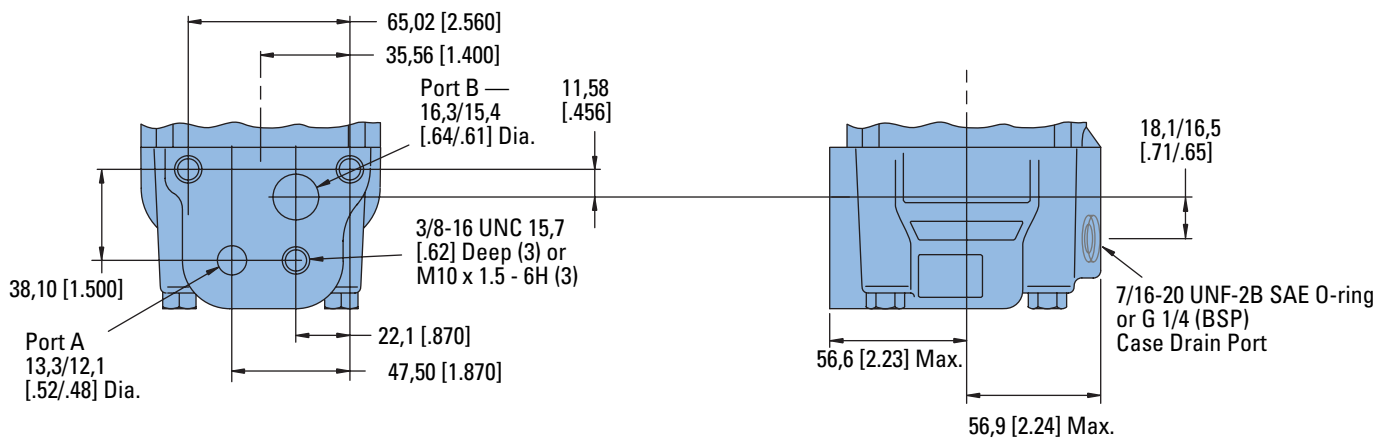 65,02 [2.560]
35,56 [1.400]
Port B —
16,3/15,4
[.64/.61] Dia.
11,58
[.456]
3/8-16 UNC 15,7
[.62] Deep (3) or
M10 x 1.5 - 6H (3)
38,10 [1.500]
Port A
13,3/12,1
[.52/.48] Dia.
22,1 [.870]
47,50 [1.870]
18,1/16,5
[.71/.65]
7/16-20 UNF-2B SAE O-ring
or G 1/4 (BSP)
Case Drain Port
56,6 [2.23] Max.
56,9 [2.24] Max.